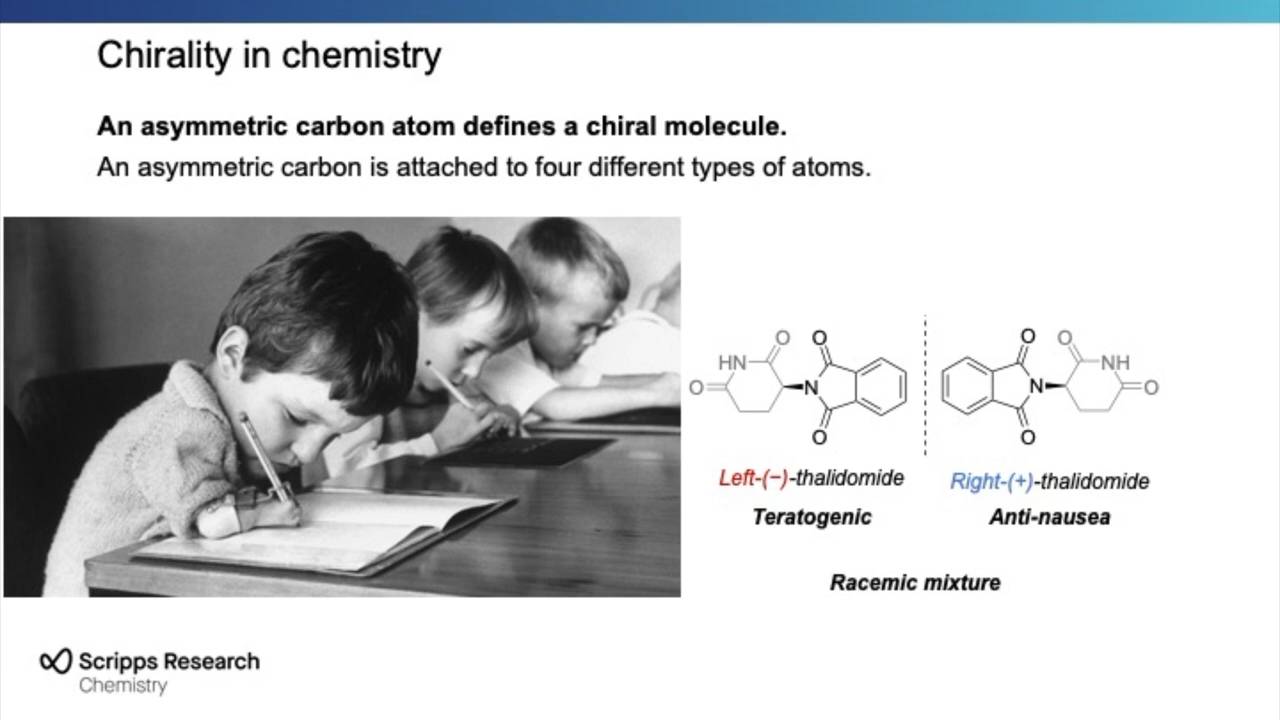 Chirality in chemistry
An asymmetric carbon atom defines a chiral molecule.
An asymmetric carbon is attached to four different types of atoms.
HN O O O O N O
O O O O N HN O
Left-(−)-thalidomide
Right-(+)-thalidomide
Teratogenic
Anti-nausea
Racemic mixture
Scripps Research
Chemistry